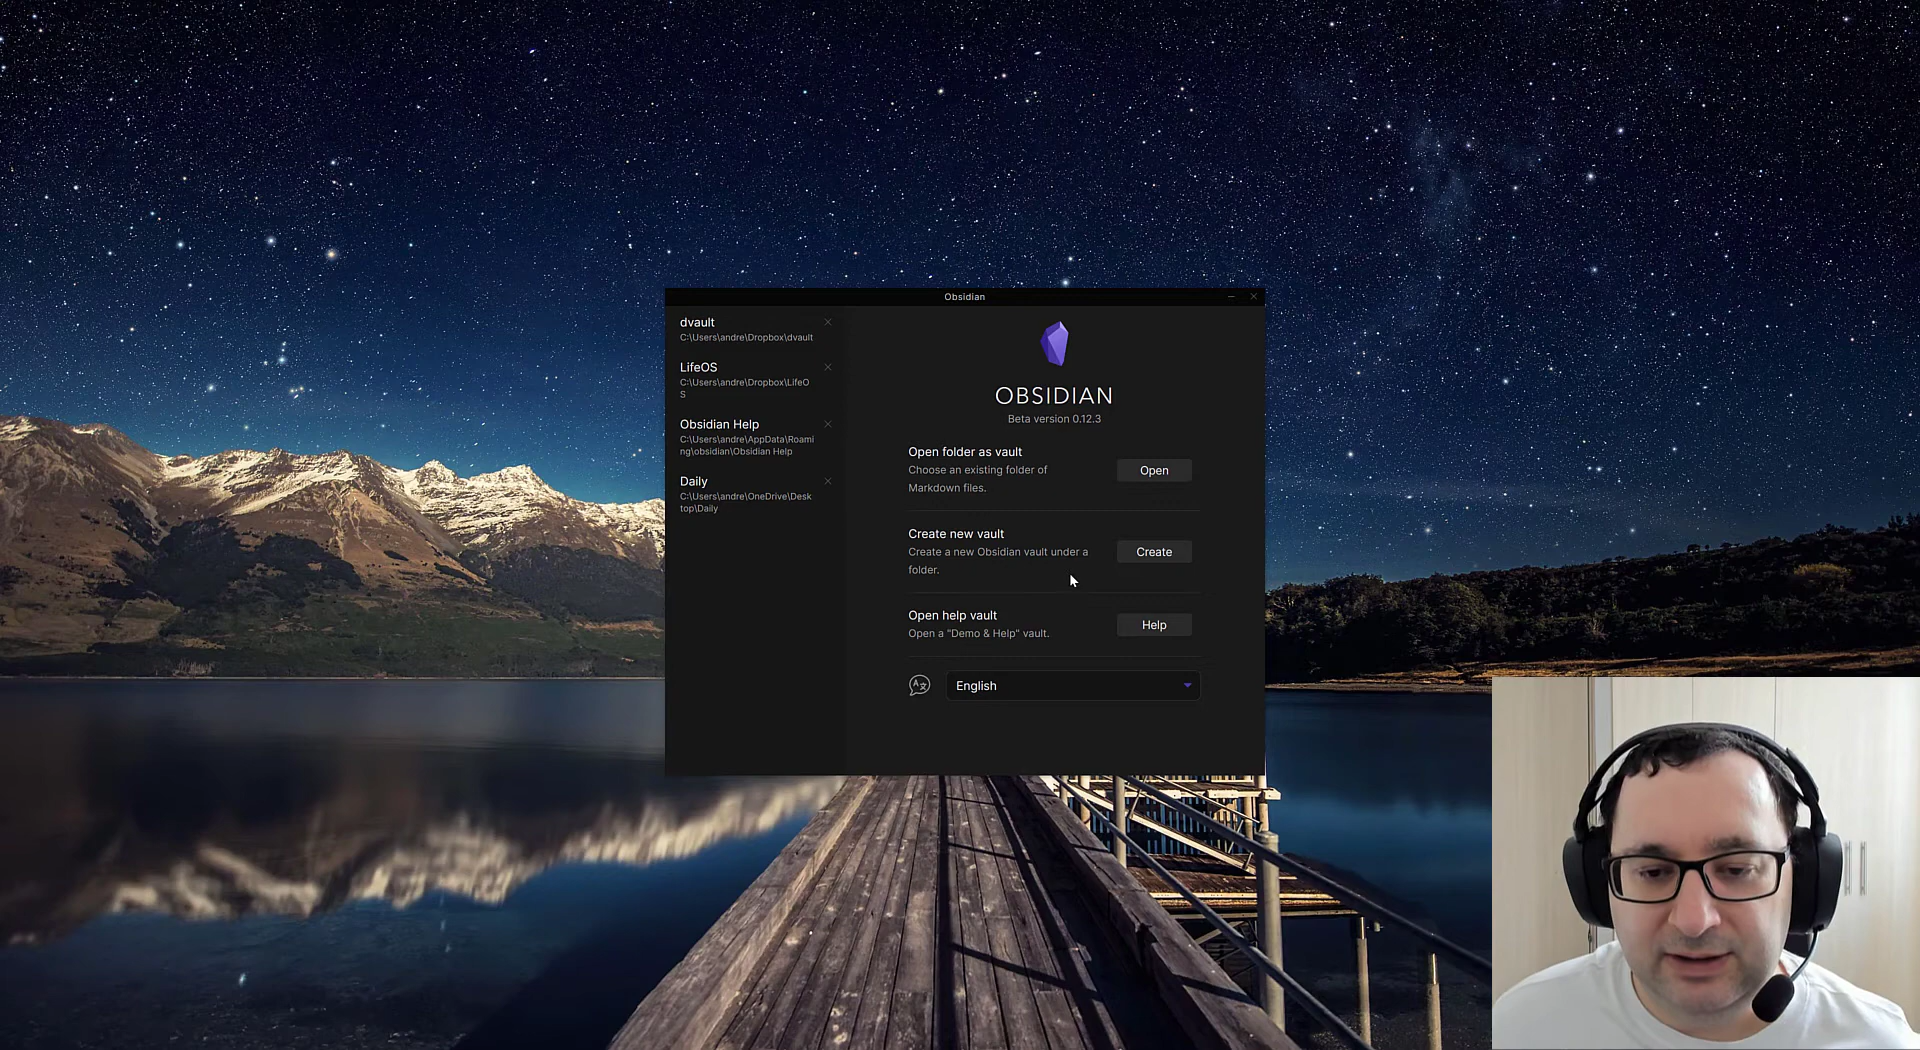 Obsidian
dvault
C:\Users\andre\Dropbox\dvault
LifeOS
C:\Users\andre\Dropbox\LifeO
S
Obsidian Help
C:\Users\andre\AppData\Roami
ng\obsidian\Obsidian Help
Daily
C:\Users\andre\OneDrive\Desk
top\Daily
OBSIDIAN
Beta version 0.12.3
Open folder as vault
Choose an existing folder of
Markdown files.
Open
Create new vault
Create a new Obsidian vault under a
folder.
Create
Open help vault
Open a "Demo & Help" vault.
Help
English